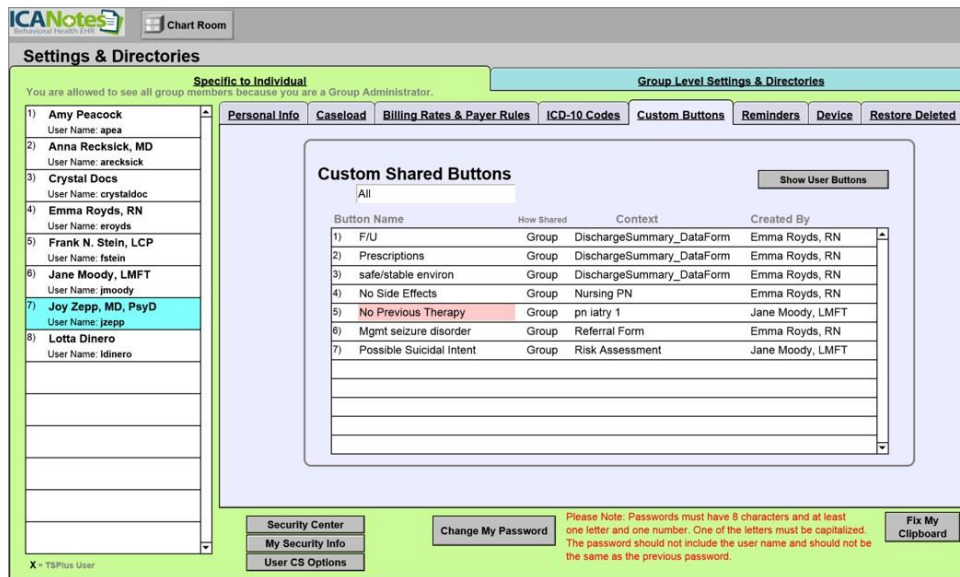 ICANotes
Behavioral Health EHR
Chart Room
Settings & Directories
Specific to Individual
Group Level Settings & Directories
You are allowed to see all group members because you are a Group Administrator.
1) Amy Peacock
User Name: apea
2) Anna Recksick, MD
User Name: arecksick
3) Crystal Docs
User Name: crystaldoc
4) Emma Royds, RN
User Name: eroyds
5) Frank N. Stein, LCP
User Name: fstein
6) Jane Moody, LMFT
User Name: jmoody
7) Joy Zepp, MD, PsyD
User Name: jzepp
8) Lotta Dinero
User Name: ldinero
X = TSPlus User
Personal Info Caseload Billing Rates & Payer Rules ICD-10 Codes Custom Buttons Reminders Device Restore Deleted
Custom Shared Buttons
Show User Buttons
All
Button Name How Shared Context Created By
1) F/U Group DischargeSummary_DataForm Emma Royds, RN
2) Prescriptions Group DischargeSummary_DataForm Emma Royds, RN
3) safe/stable environ Group DischargeSummary_DataForm Emma Royds, RN
4) No Side Effects Group Nursing PN Emma Royds, RN
5) No Previous Therapy Group pn iatry 1 Jane Moody, LMFT
6) Mgmt seizure disorder Group Referral Form Emma Royds, RN
7) Possible Suicidal Intent Group Risk Assessment Jane Moody, LMFT
Security Center
My Security Info
User CS Options
Change My Password
Please Note: Passwords must have 8 characters and at least
one letter and one number. One of the letters must be capitalized.
The password should not include the user name and should not be
the same as the previous password.
Fix My
Clipboard